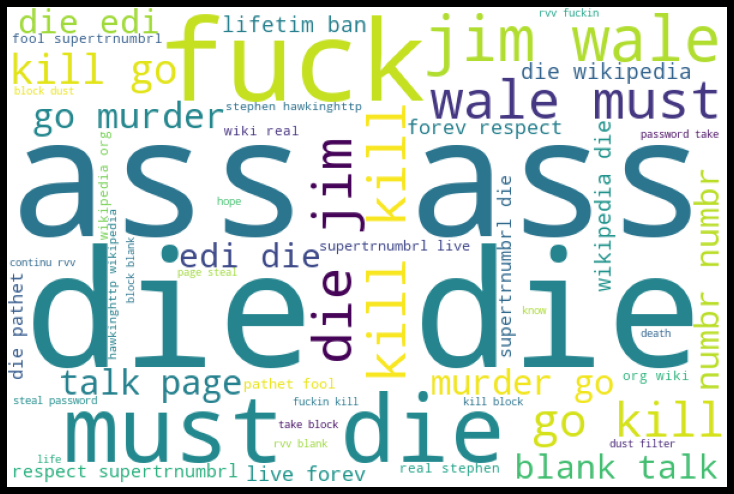 die edi
lifetim ban
rvv fuckin
fool supertrnumbrl
fuck
jim wale
kill go
die wikipedia
block dust
wale must
go murder
stephen hawkinghttp
wiki real
forev respect
password take
ass ass
wikipedia org
die jim
kill kill
wikipedia die
numbr numbr
hope
supertrnumbrl die
hawkinghttp wikipedia
block blank
edi die
supertrnumbrl live
continu rvv
page steal
die die
die pathet
know
death
talk page
pathet fool
murder go
org wiki
steal password
must die
fuckin kill
kill block
take block
go kill
rvv blank
dust filter
life
respect supertrnumbrl
live forev
real stephen
blank talk